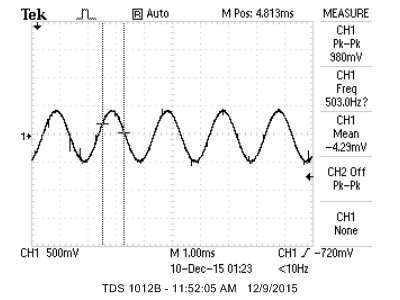 Tek R Auto M Pos: 4.813ms MEASURE
CH1
Pk-Pk
980mV
CH1
Freq
503.0Hz?
CH1
Mean
-4.29mV
CH2 Off
Pk-Pk
CH1
None
1
CH1 500mV M 1.00ms CH1 -720mV
10-Dec-15 01:23 <10Hz
TDS 1012B - 11:52:05 AM 12/9/2015